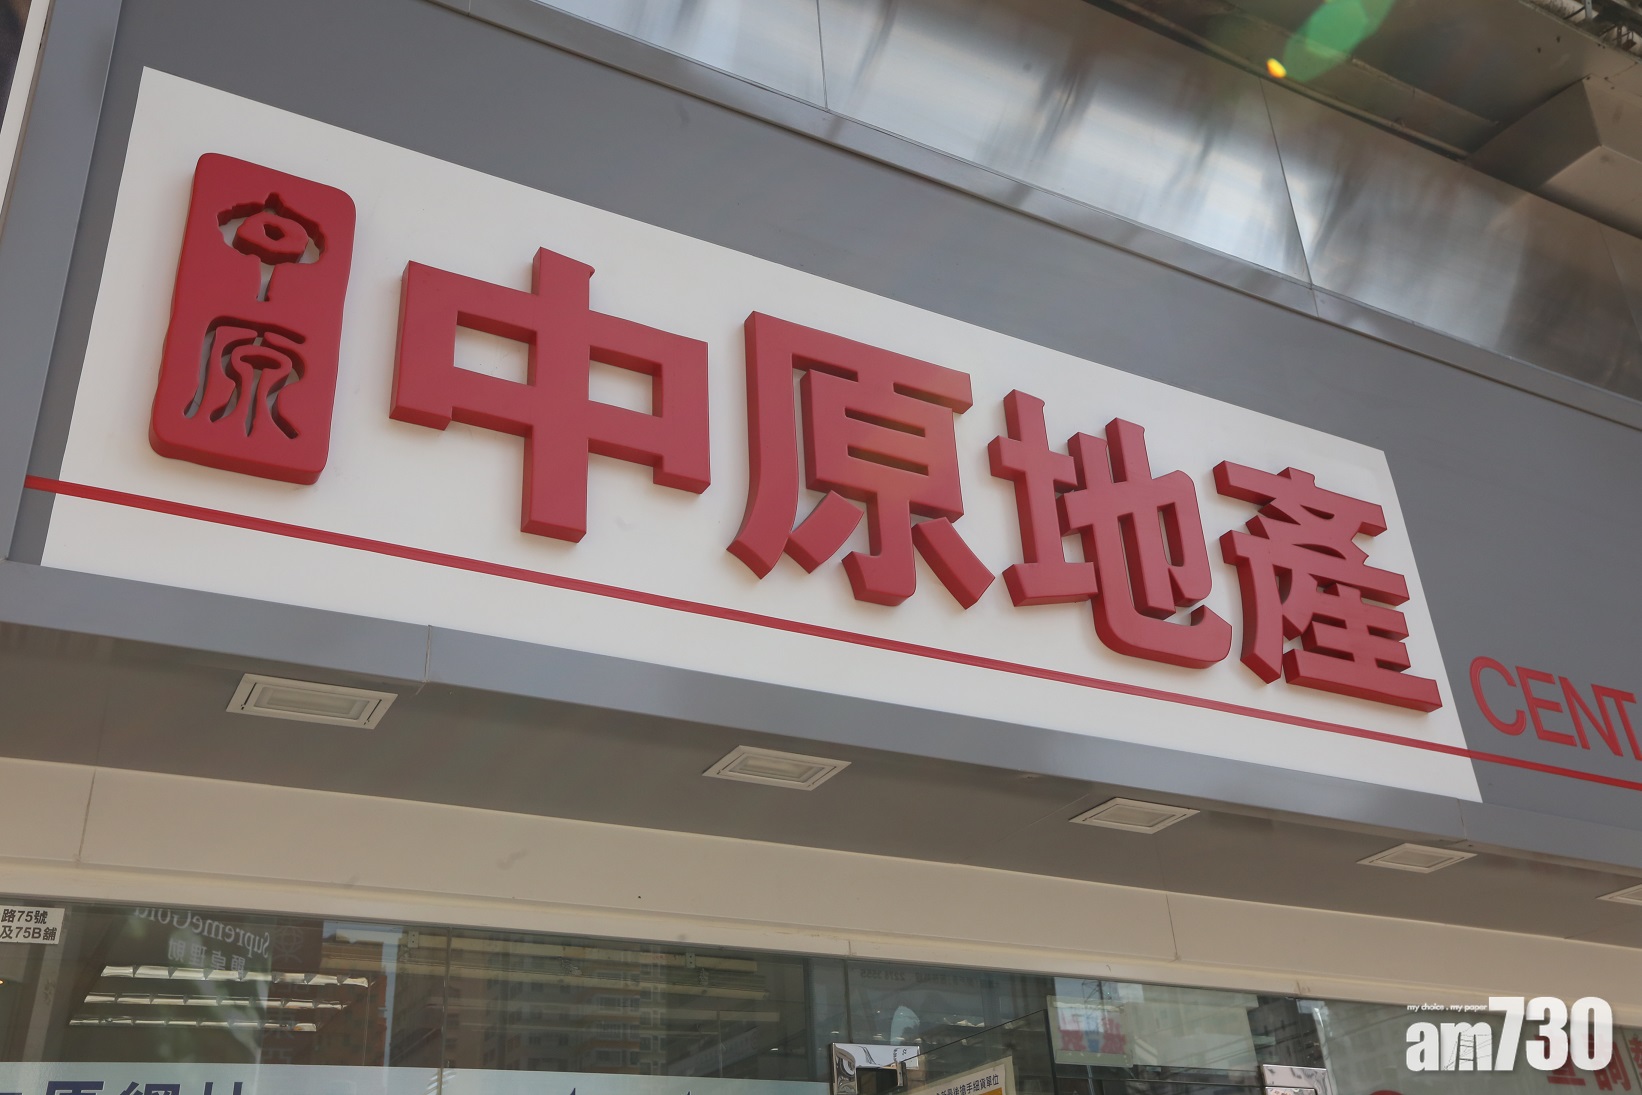 中原
中原地產
CENT
路75號
及75B舖
SupremeGold
my choice . my paper
am730